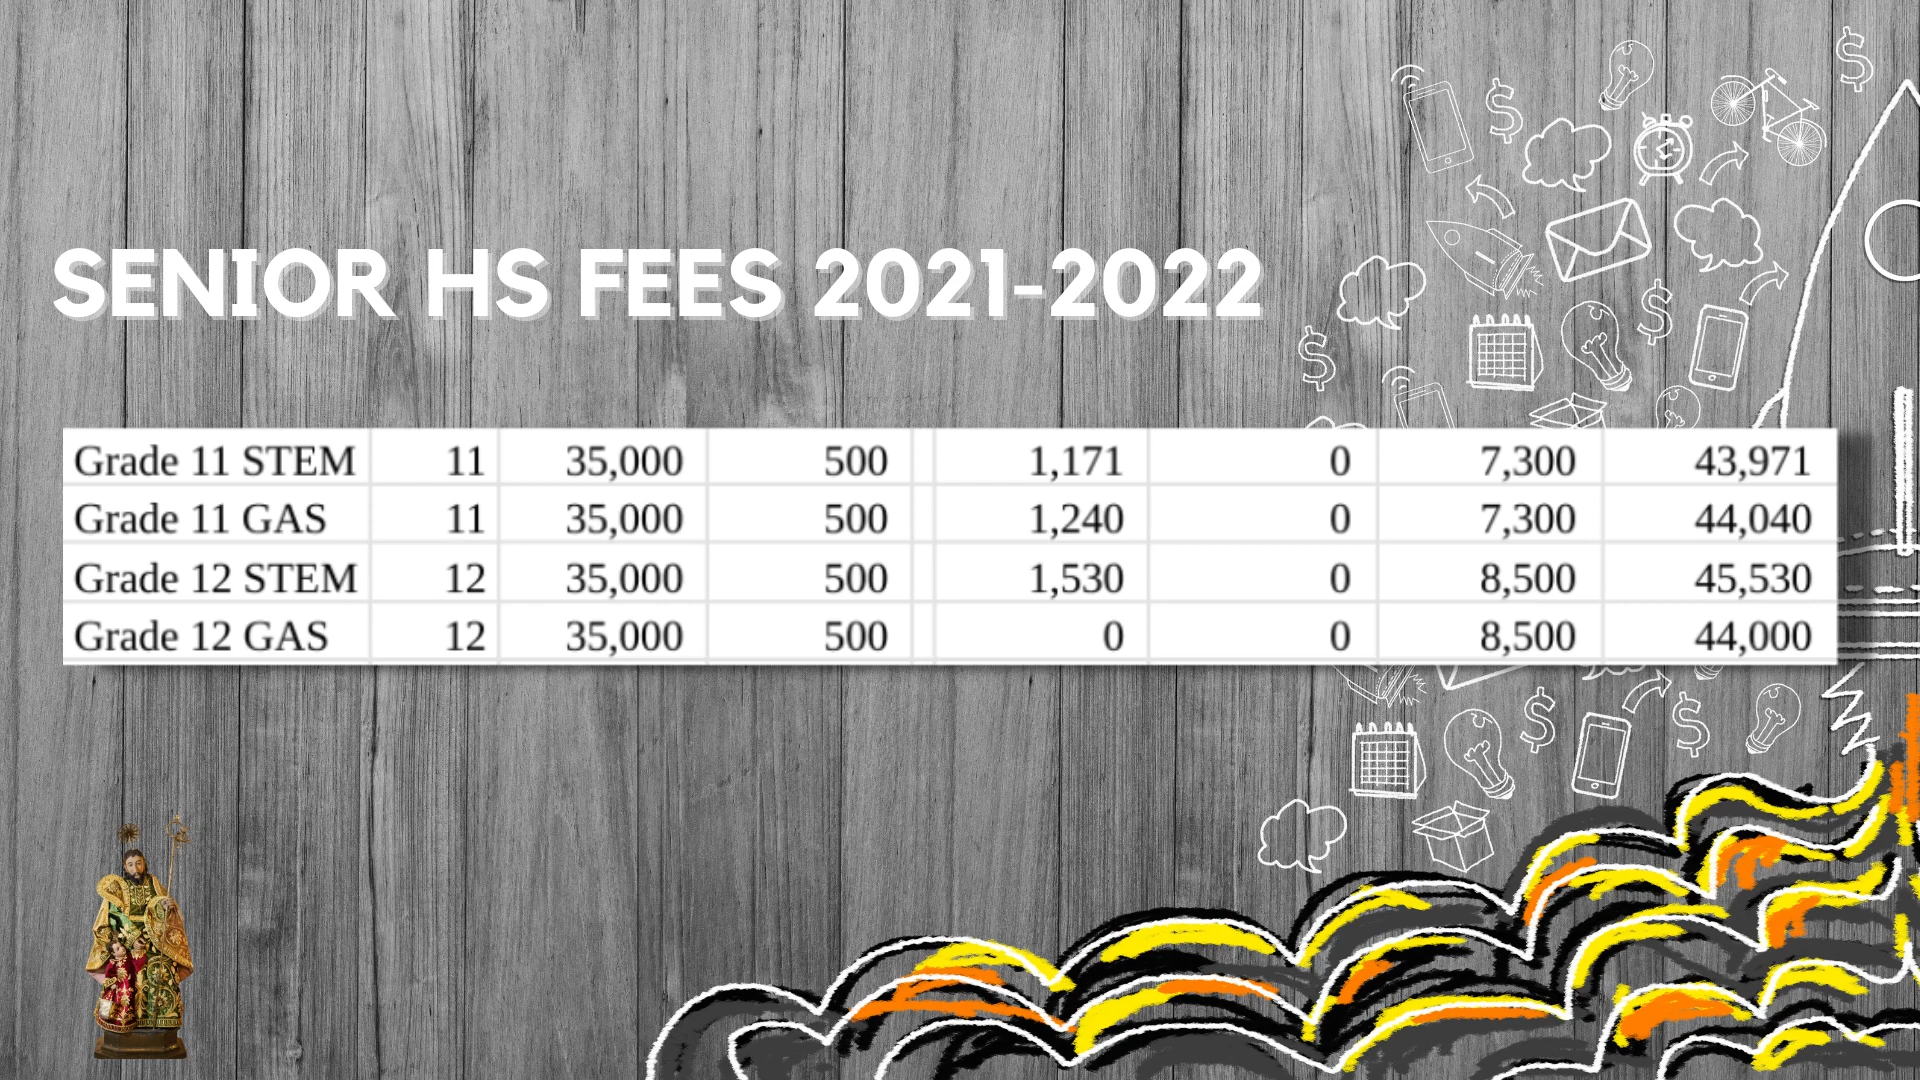 SENIOR HS FEES 2021-2022
Grade 11 STEM 11 35,000 500 1,171 0 7,300 43,971
Grade 11 GAS 11 35,000 500 1,240 0 7,300 44,040
Grade 12 STEM 12 35,000 500 1,530 0 8,500 45,530
Grade 12 GAS 12 35,000 500 0 0 8,500 44,000